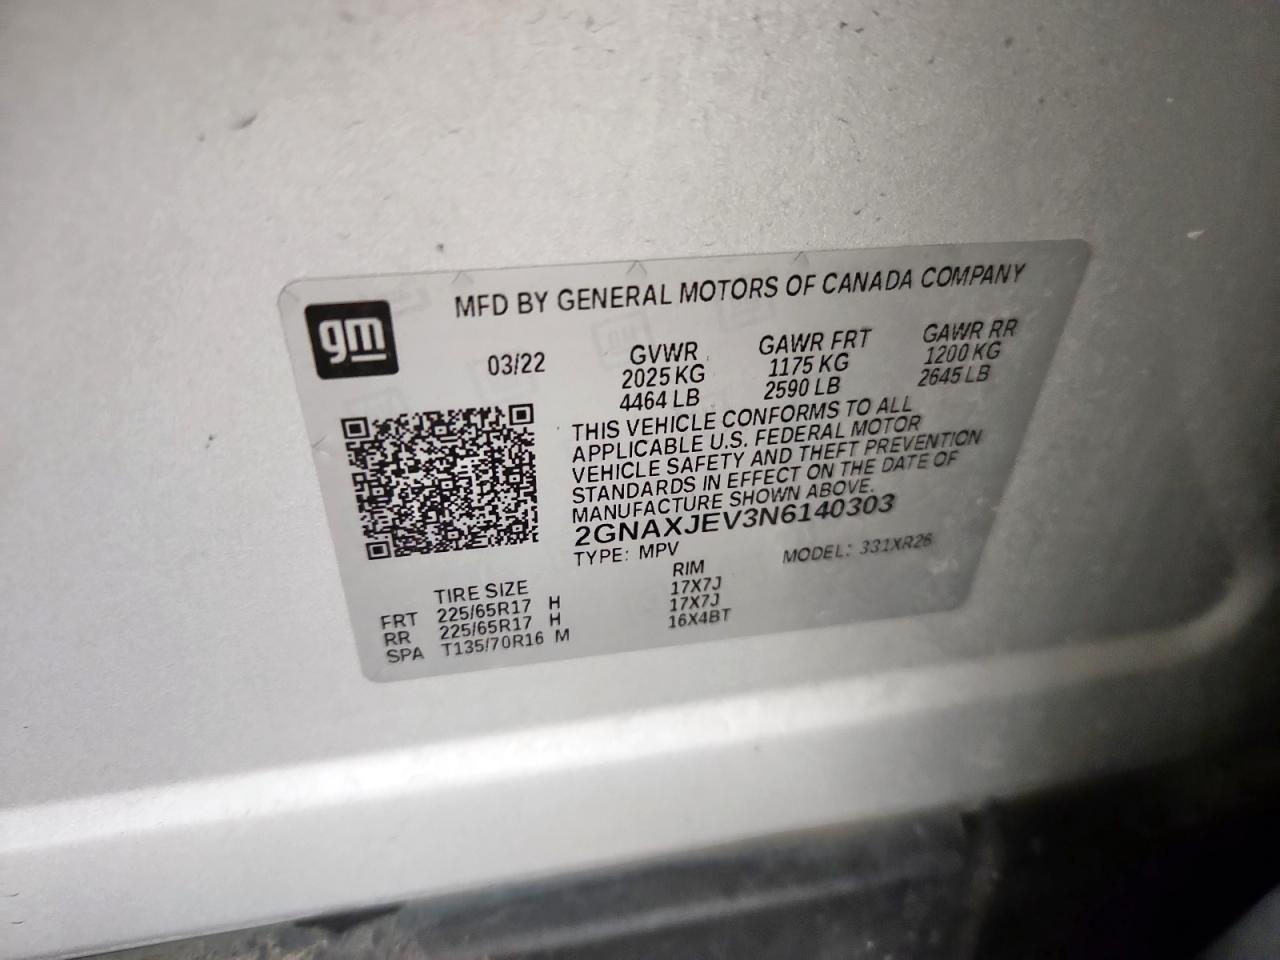 gm
MFD BY GENERAL MOTORS OF CANADA COMPANY
03/22
GVWR GAWR FRT GAWR RR
2025 KG 1175 KG 1200 KG
4464 LB 2590 LB 2645 LB
THIS VEHICLE CONFORMS TO ALL
APPLICABLE U.S. FEDERAL MOTOR
VEHICLE SAFETY AND THEFT PREVENTION
STANDARDS IN EFFECT ON THE DATE OF
MANUFACTURE SHOWN ABOVE.
2GNAXJEV3N6140303
TYPE: MPV MODEL: 331XR26
TIRE SIZE RIM
FRT 225/65R17 H 17X7J
RR 225/65R17 H 17X7J
SPA T135/70R16 M 16X4BT